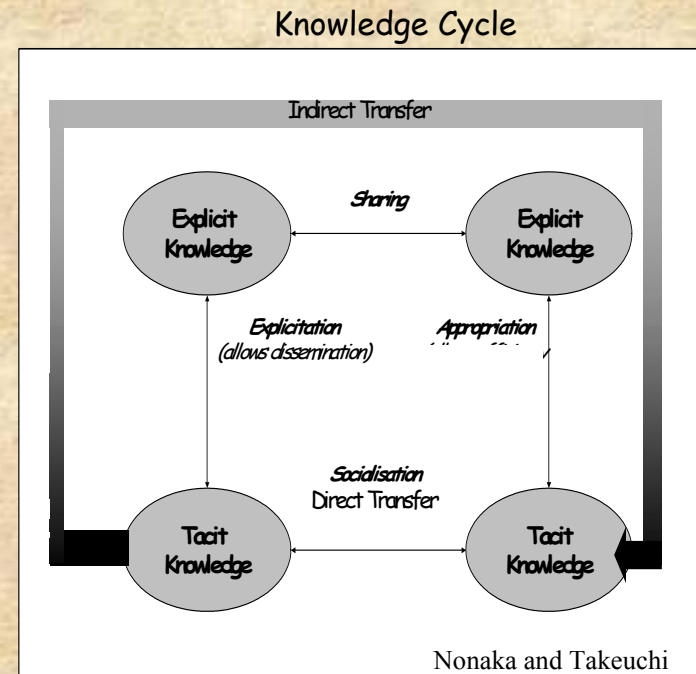 Knowledge Cycle
Indirect Transfer
Explicit
Knowledge
Sharing
Explicit
Knowledge
Explicitation
(allows dissemination)
Appropriation
Socialisation
Direct Transfer
Tacit
Knowledge
Tacit
Knowledge
Nonaka and Takeuchi